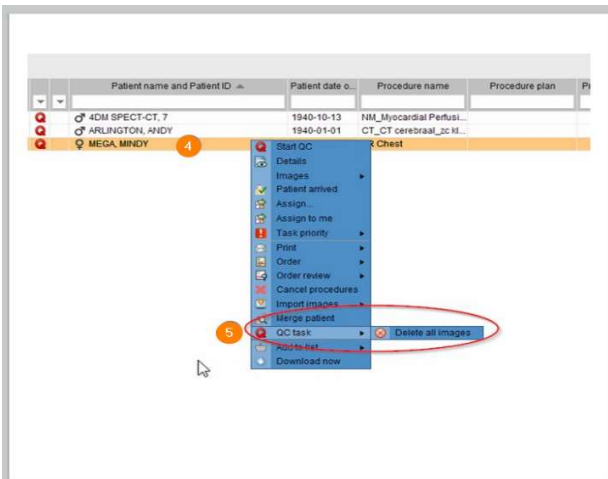 Patient name and Patient ID Patient date o... Procedure name Procedure plan
4DM SPECT-CT, 7 1940-10-13 NM_Myocardial Perfusi...
ARLINGTON, ANDY 1940-01-01 CT_CT cerebraal_zc kl...
MEGA, MINDY 4 Chest
Start QC
Details
Images
Patient arrived
Assign...
Assign to me
Task priority
Print
Order
Order review
Cancel procedures
Import images
Merge patient
5 QC task Delete all images
Add to list
Download now